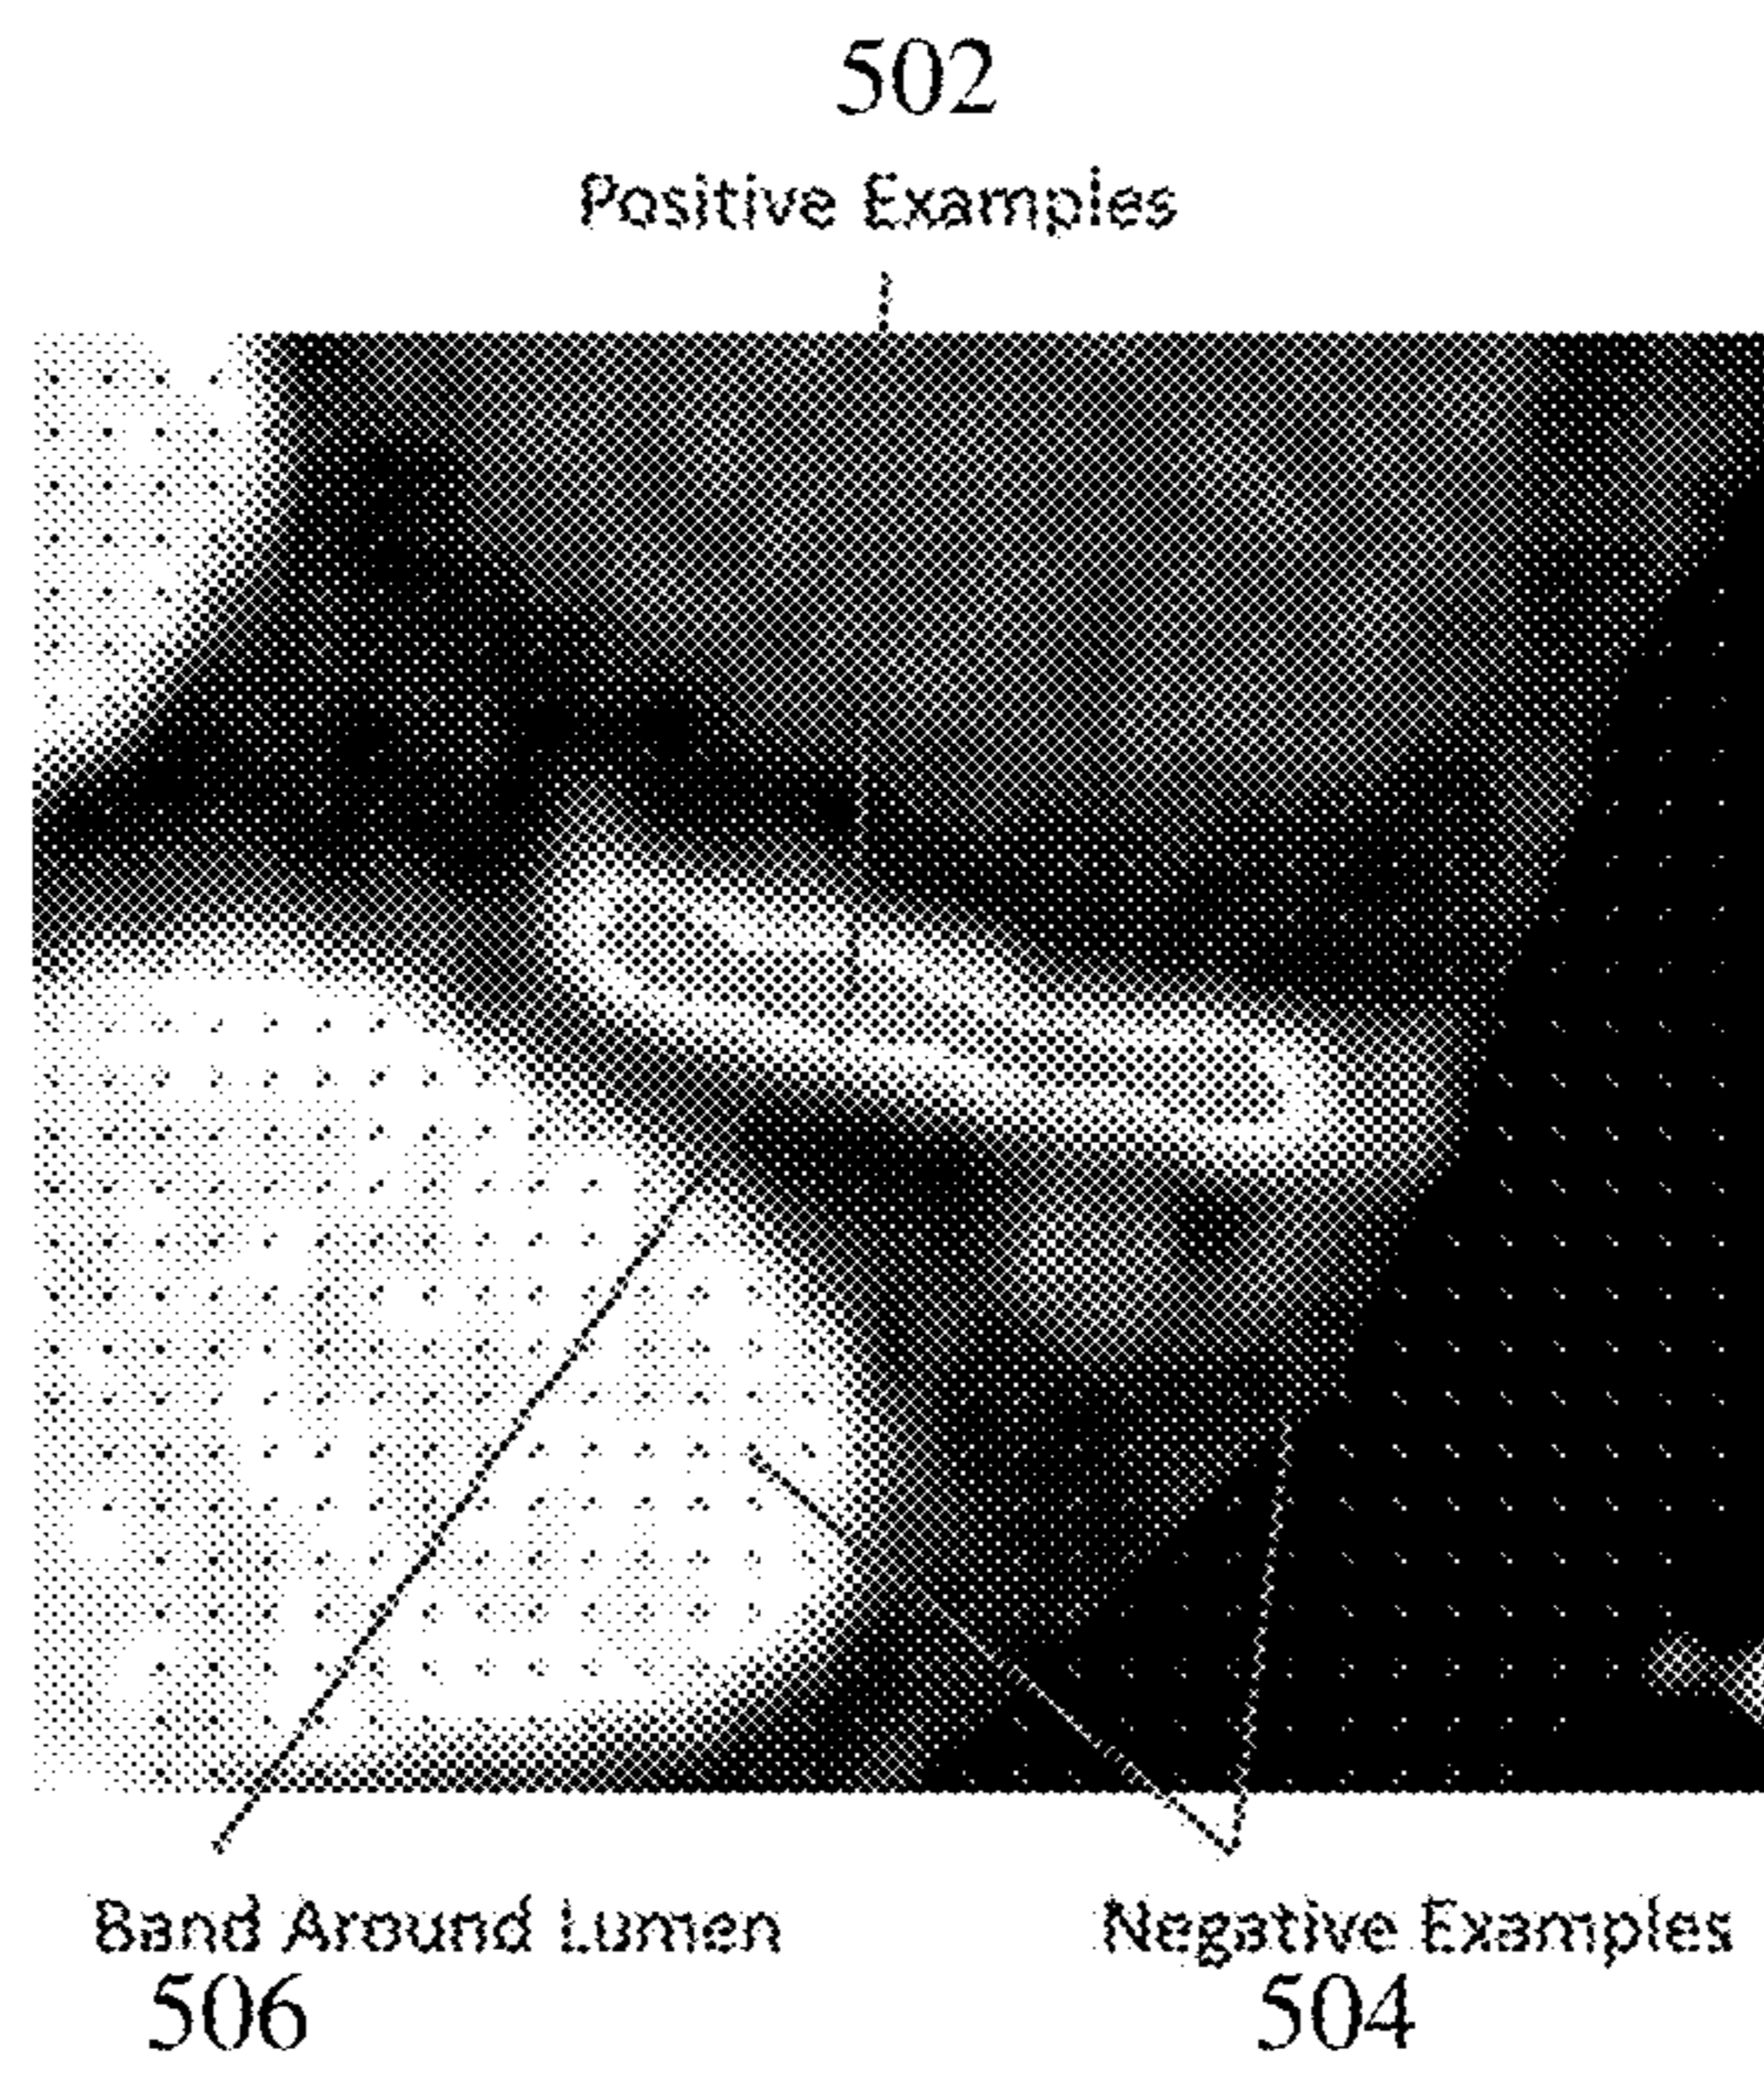 502
Positive Examples
Band Around Lumen
506
Negative Examples
504